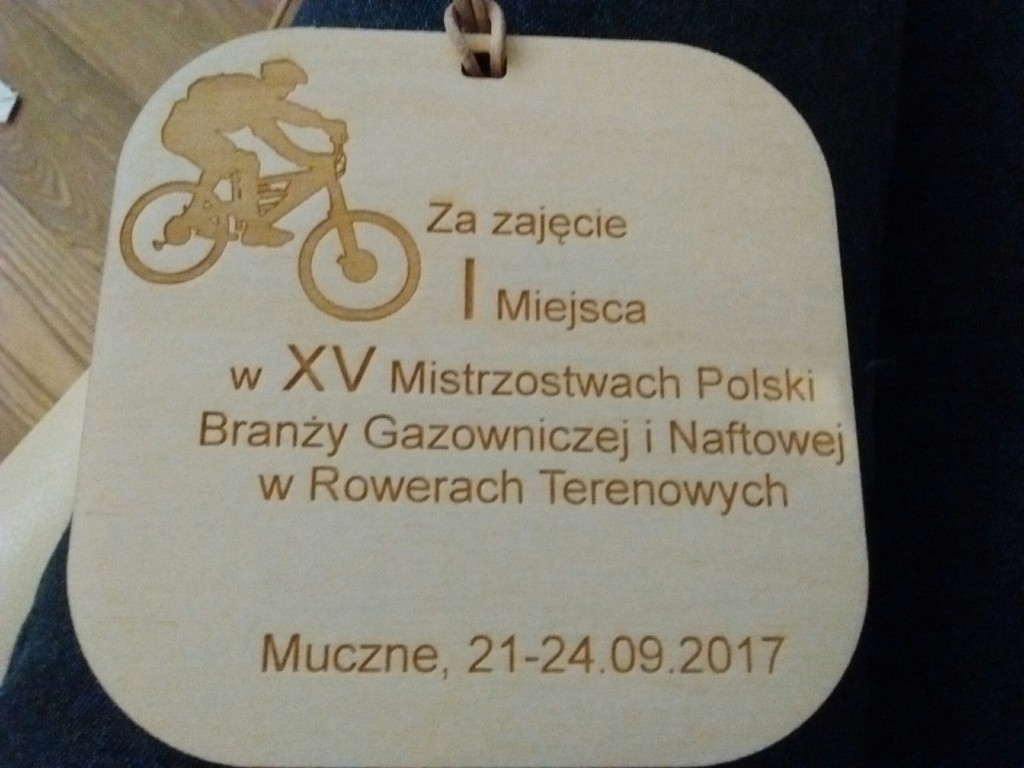 Za zajęcie
I Miejsca
w XV Mistrzostwach Polski
Branży Gazowniczej i Naftowej
w Rowerach Terenowych
Muczne, 21-24.09.2017